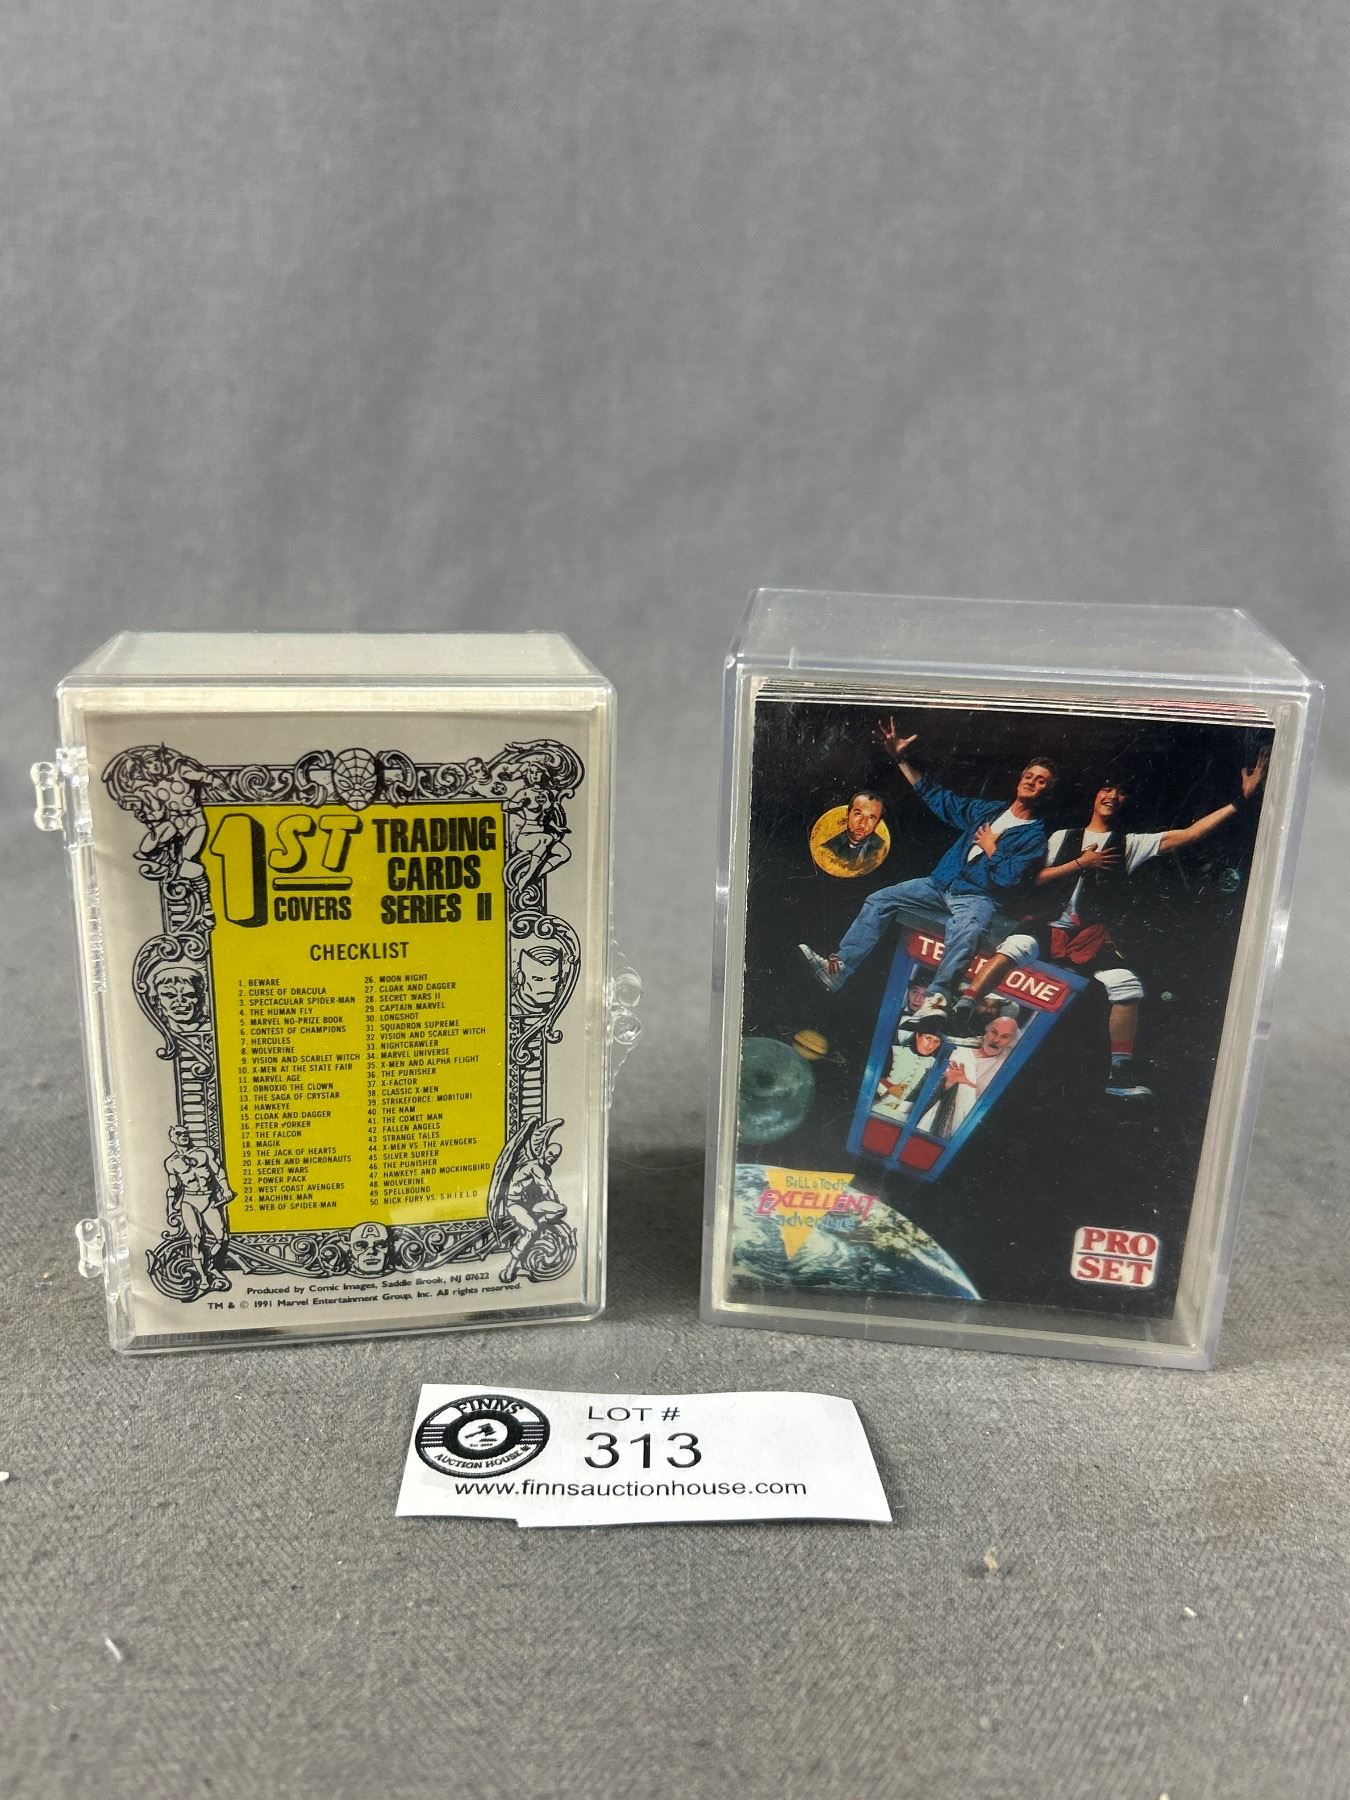 1ST COVERS
TRADING
CARDS
SERIES II
CHECKLIST
1. BEWARE
2. CURSE OF DRACULA
3. SPECTACULAR SPIDER-MAN
4. THE HUMAN FLY
5. MARVEL NO-PRIZE BOOK
6. CONTEST OF CHAMPIONS
7. HERCULES
8. WOLVERINE
9. VISION AND SCARLET WITCH
10. X-MEN AT THE STATE FAIR
11. MARVEL AGE
12. OBNOXIO THE CLOWN
13. THE SAGA OF CRYSTAR
14. HAWKEYE
15. CLOAK AND DAGGER
16. PETER PORKER
17. THE FALCON
18. MAGIK
19. THE JACK OF HEARTS
20. X-MEN AND MICRONAUTS
21. SECRET WARS
22. POWER PACK
23. WEST COAST AVENGERS
24. MACHINE MAN
25. WEB OF SPIDER-MAN
26. MOON NIGHT
27. CLOAK AND DAGGER
28. SECRET WARS II
29. CAPTAIN MARVEL
30. LONGSHOT
31. SQUADRON SUPREME
32. VISION AND SCARLET WITCH
33. NIGHTCRAWLER
34. MARVEL UNIVERSE
35. X-MEN AND ALPHA FLIGHT
36. THE PUNISHER
37. X-FACTOR
38. CLASSIC X-MEN
39. STRIKEFORCE: MORITURI
40. THE NAM
41. THE COMET MAN
42. FALLEN ANGELS
43. STRANGE TALES
44. X-MEN VS. THE AVENGERS
45. SILVER SURFER
46. THE PUNISHER
47. HAWKEYE AND MOCKINGBIRD
48. WOLVERINE
49. SPELLBOUND
50. NICK FURY VS. S.H.I.E.L.D.
Produced by Comic Images, Saddle Brook, NJ 07622
TM & © 1991 Marvel Entertainment Group, Inc. All rights reserved.
ONE
Bill & Ted's
EXCELLENT
adventure
PRO
SET
FINNS
AUCTION HOUSE
LOT #
313
www.finnsauctionhouse.com